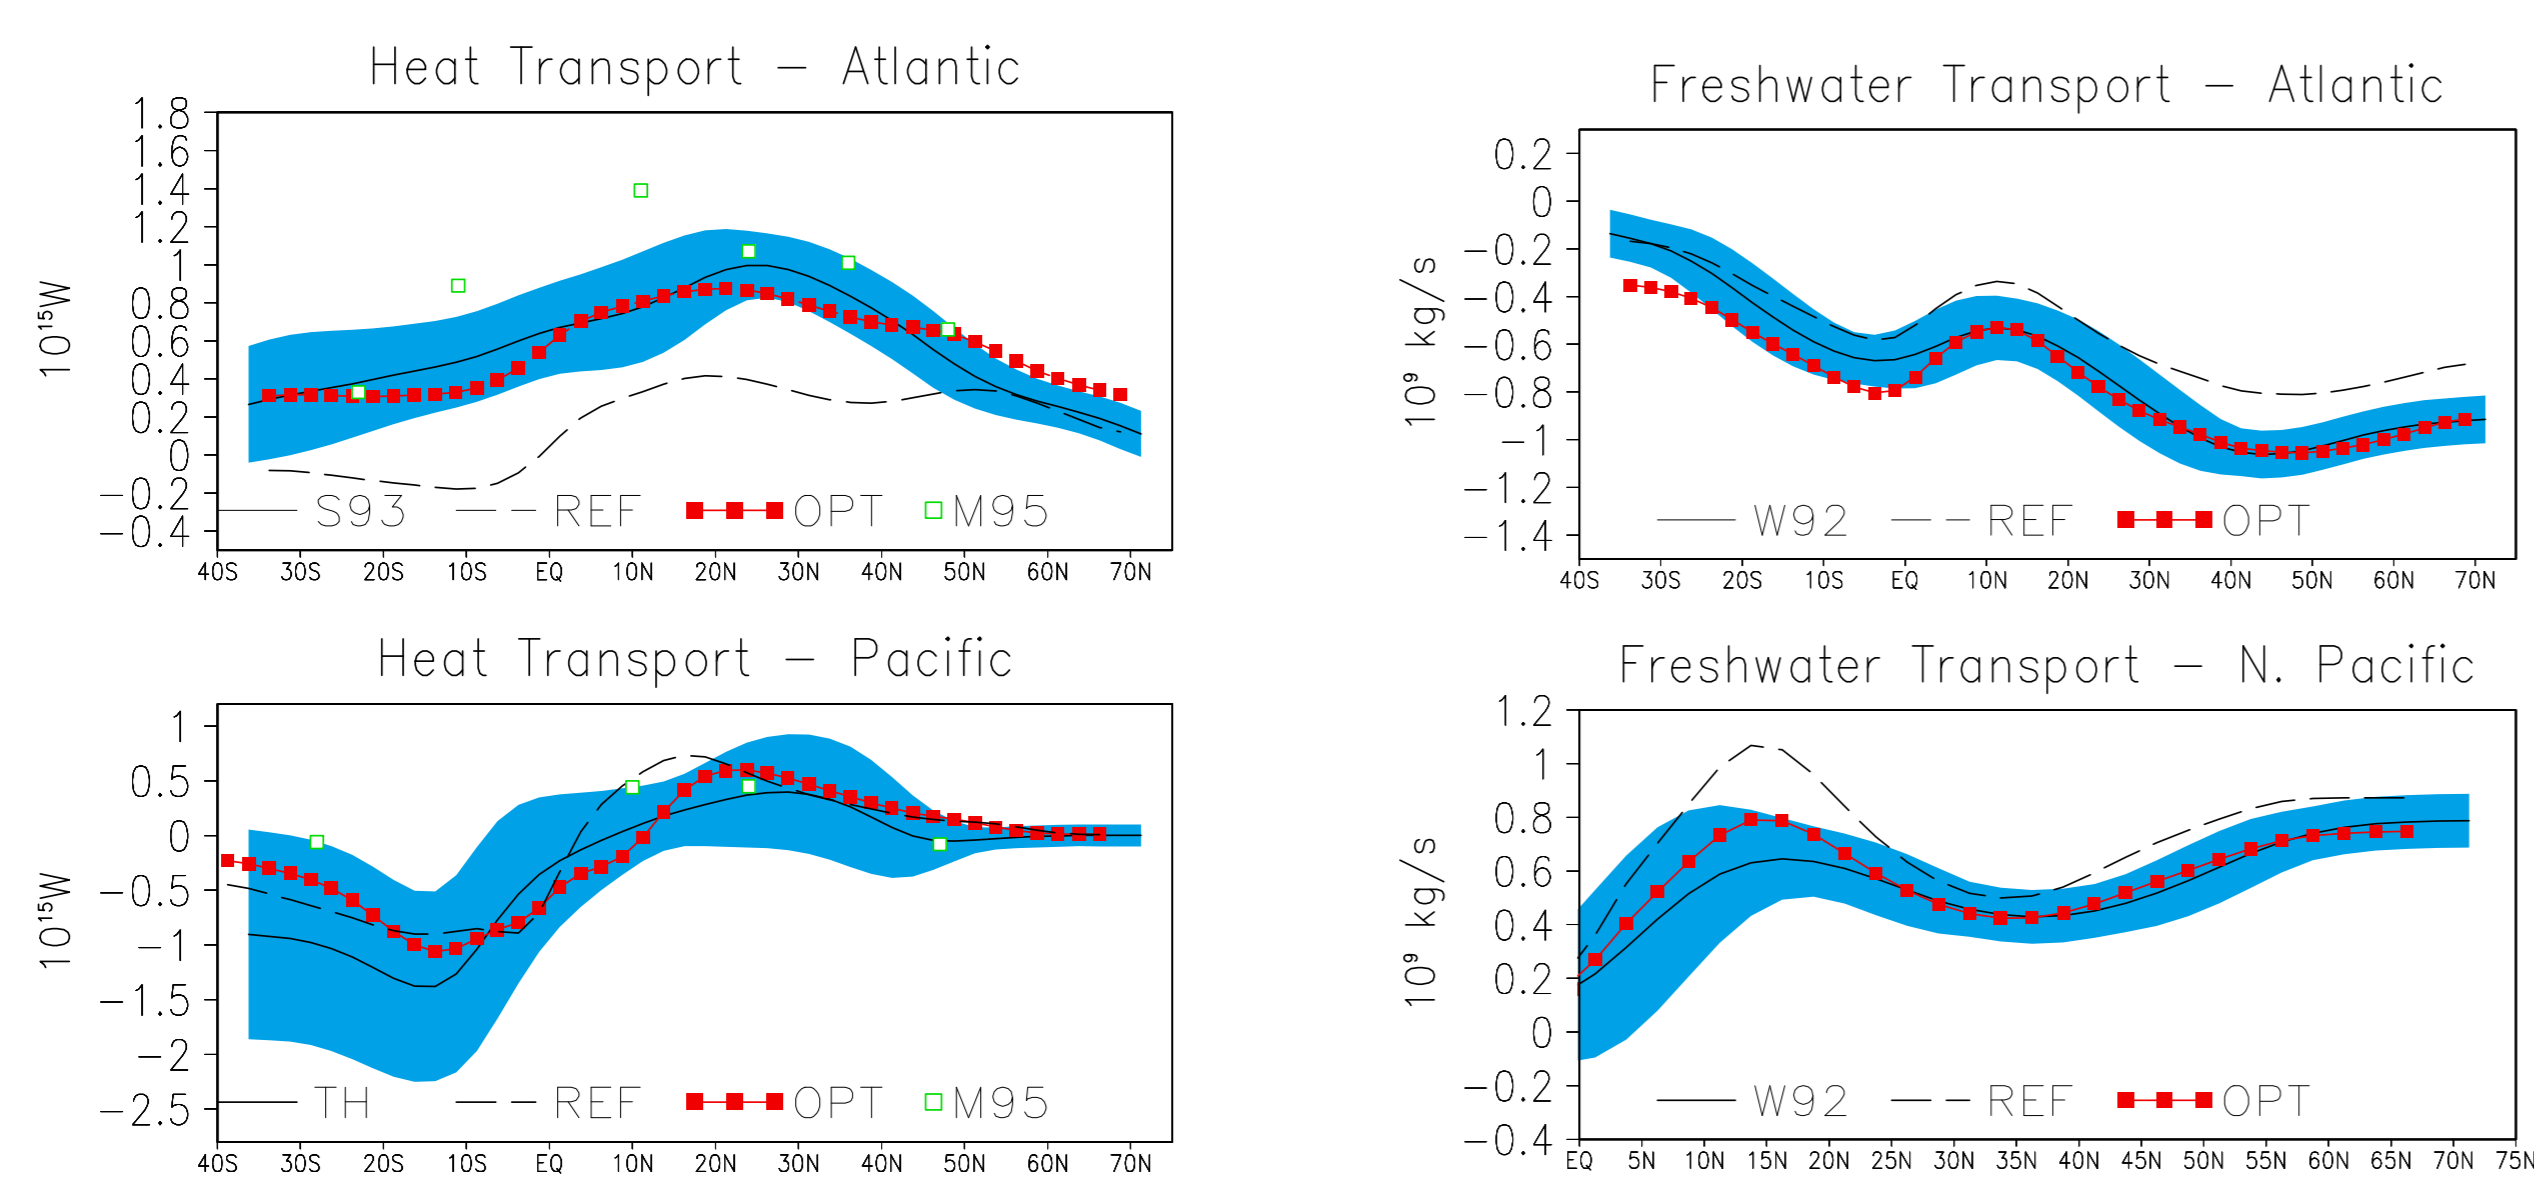 Heat Transport − Atlantic
1.8
1.6
1.4
1.2
1
0.8
0.6
0.4
0.2
0
−0.2
−0.4
10¹⁵W
S93 REF OPT M95
40S 30S 20S 10S EQ 10N 20N 30N 40N 50N 60N 70N
Freshwater Transport − Atlantic
0.2
0
−0.2
−0.4
−0.6
−0.8
−1
−1.2
−1.4
10⁹ kg/s
W92 REF OPT
40S 30S 20S 10S EQ 10N 20N 30N 40N 50N 60N 70N
Heat Transport − Pacific
1
0.5
0
−0.5
−1
−1.5
−2
−2.5
10¹⁵W
TH REF OPT M95
40S 30S 20S 10S EQ 10N 20N 30N 40N 50N 60N 70N
Freshwater Transport − N. Pacific
1.2
1
0.8
0.6
0.4
0.2
0
−0.2
−0.4
10⁹ kg/s
W92 REF OPT
EQ 5N 10N 15N 20N 25N 30N 35N 40N 45N 50N 55N 60N 65N 70N 75N